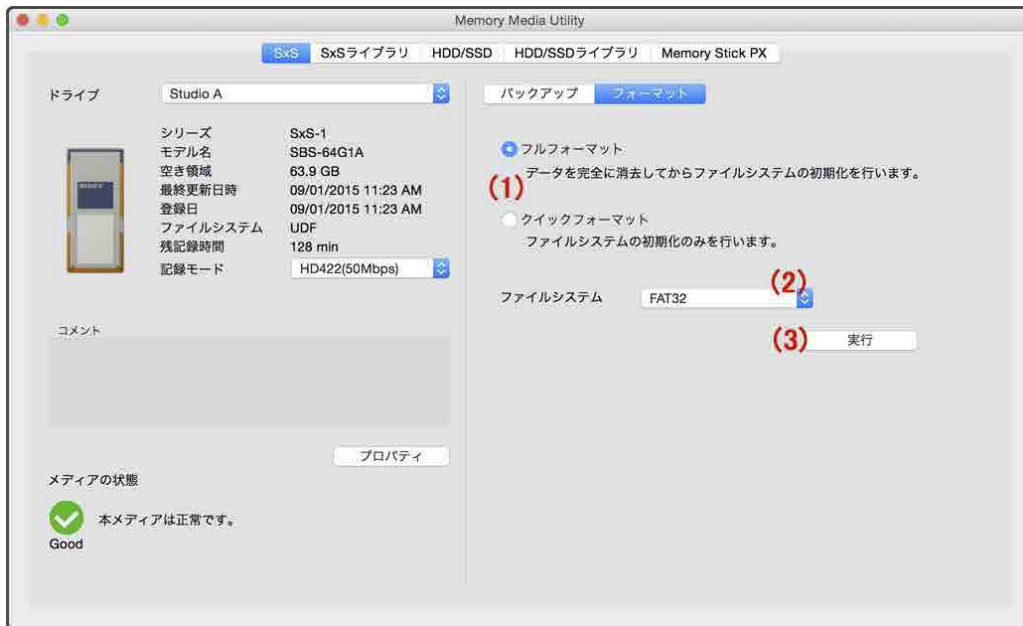 Memory Media Utility
SxS SxSライブラリ HDD/SSD HDD/SSDライブラリ Memory Stick PX
ドライブ Studio A
シリーズ SxS-1
モデル名 SBS-64G1A
空き領域 63.9 GB
最終更新日時 09/01/2015 11:23 AM
登録日 09/01/2015 11:23 AM
ファイルシステム UDF
残記録時間 128 min
記録モード HD422(50Mbps)
コメント
プロパティ
メディアの状態
本メディアは正常です。
Good
バックアップ フォーマット
フルフォーマット
データを完全に消去してからファイルシステムの初期化を行います。
(1)
クイックフォーマット
ファイルシステムの初期化のみを行います。
(2)
ファイルシステム FAT32
(3) 実行